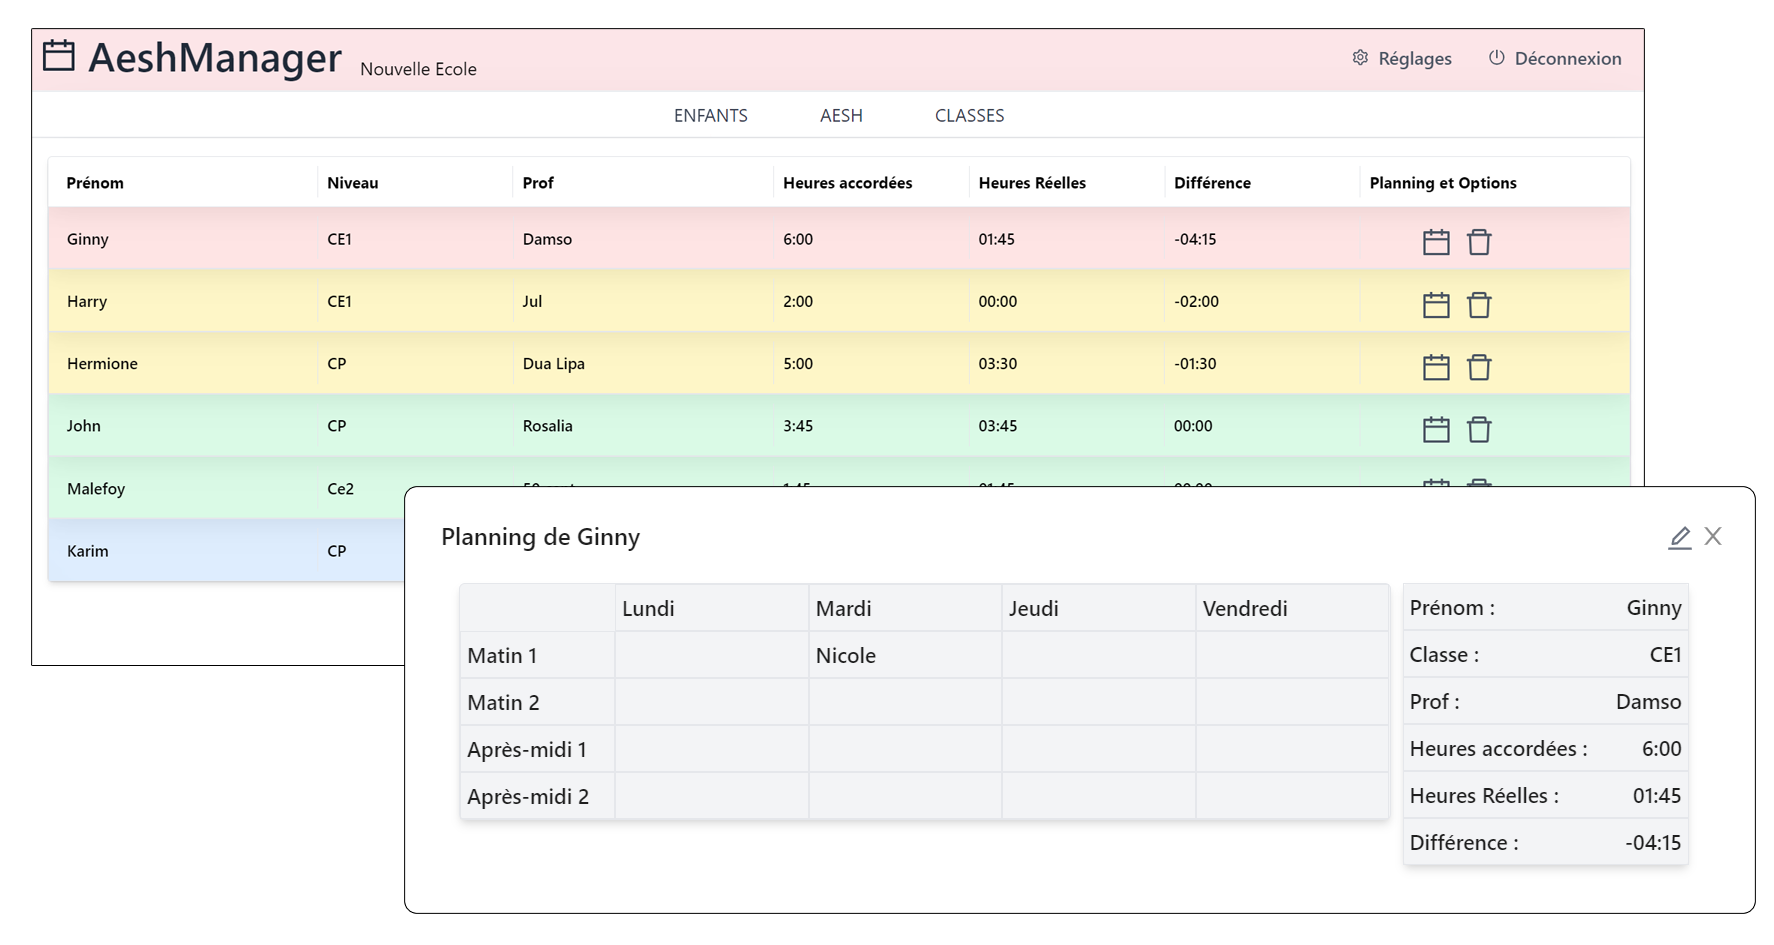 AeshManager Nouvelle Ecole Réglages Déconnexion
ENFANTS AESH CLASSES
Prénom Niveau Prof Heures accordées Heures Réelles Différence Planning et Options
Ginny CE1 Damso 6:00 01:45 -04:15
Harry CE1 Jul 2:00 00:00 -02:00
Hermione CP Dua Lipa 5:00 03:30 -01:30
John CP Rosalia 3:45 03:45 00:00
Malefoy Ce2
Karim CP
Planning de Ginny
Lundi Mardi Jeudi Vendredi
Matin 1 Nicole
Matin 2
Après-midi 1
Après-midi 2
Prénom : Ginny
Classe : CE1
Prof : Damso
Heures accordées : 6:00
Heures Réelles : 01:45
Différence : -04:15